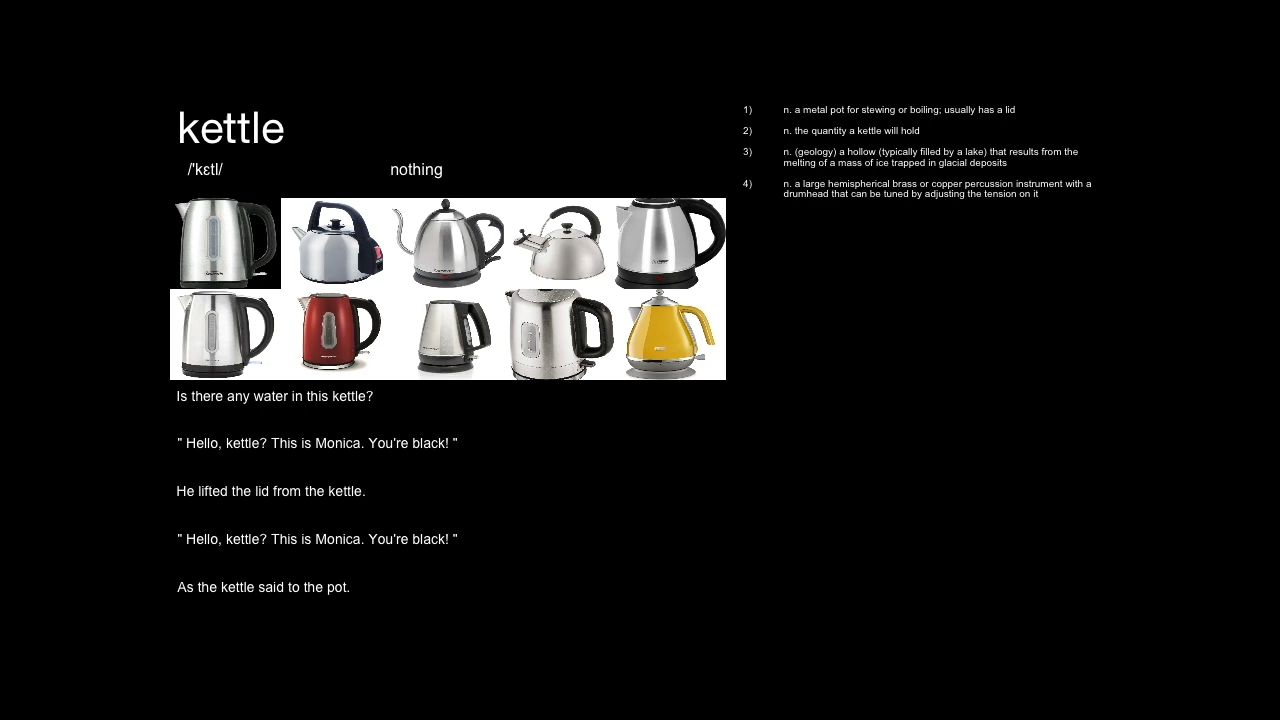 kettle
/'kɛtl/
nothing
Is there any water in this kettle?
" Hello, kettle? This is Monica. You're black! "
He lifted the lid from the kettle.
" Hello, kettle? This is Monica. You're black! "
As the kettle said to the pot.
1) n. a metal pot for stewing or boiling; usually has a lid
2) n. the quantity a kettle will hold
3) n. (geology) a hollow (typically filled by a lake) that results from the
melting of a mass of ice trapped in glacial deposits
4) n. a large hemispherical brass or copper percussion instrument with a
drumhead that can be tuned by adjusting the tension on it